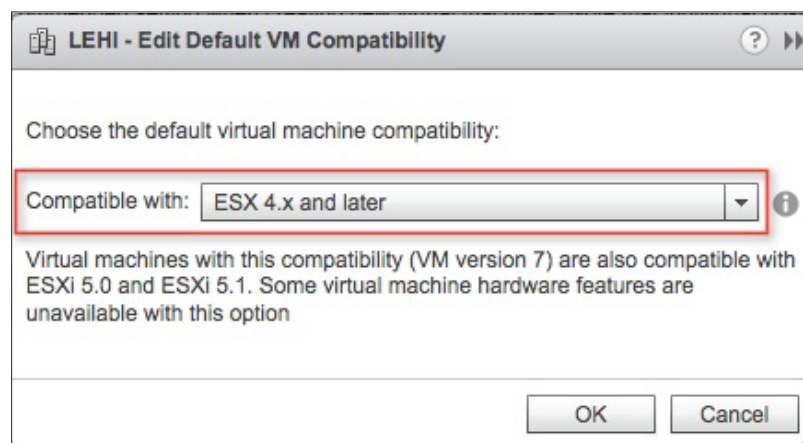 LEHI - Edit Default VM Compatibility
?
Choose the default virtual machine compatibility:
Compatible with: ESX 4.x and later
Virtual machines with this compatibility (VM version 7) are also compatible with
ESXi 5.0 and ESXi 5.1. Some virtual machine hardware features are
unavailable with this option
OK Cancel